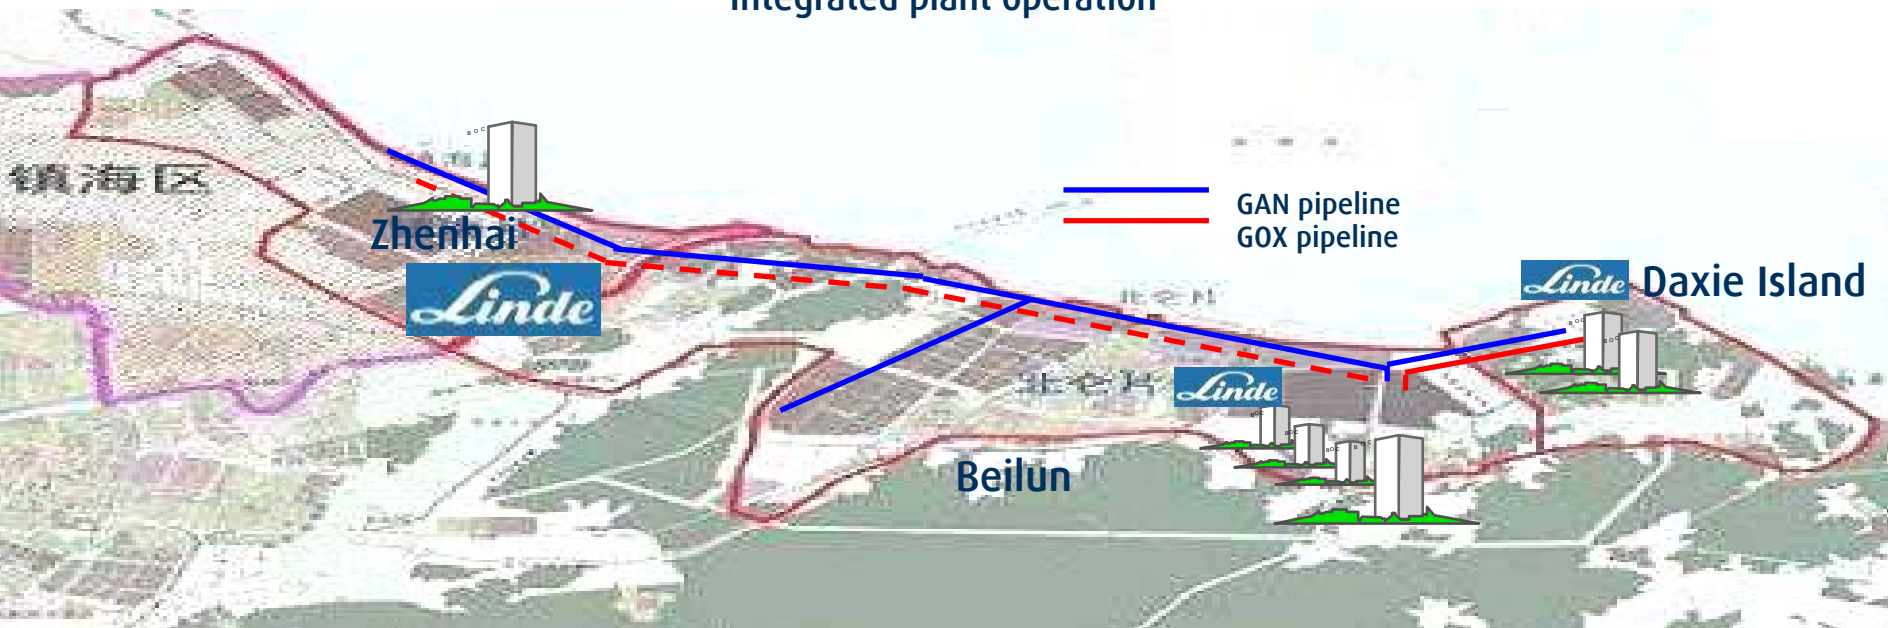 Integrated plant operation
镇海区
Zhenhai
Linde
GAN pipeline
GOX pipeline
Linde
Daxie Island
Linde
Beilun